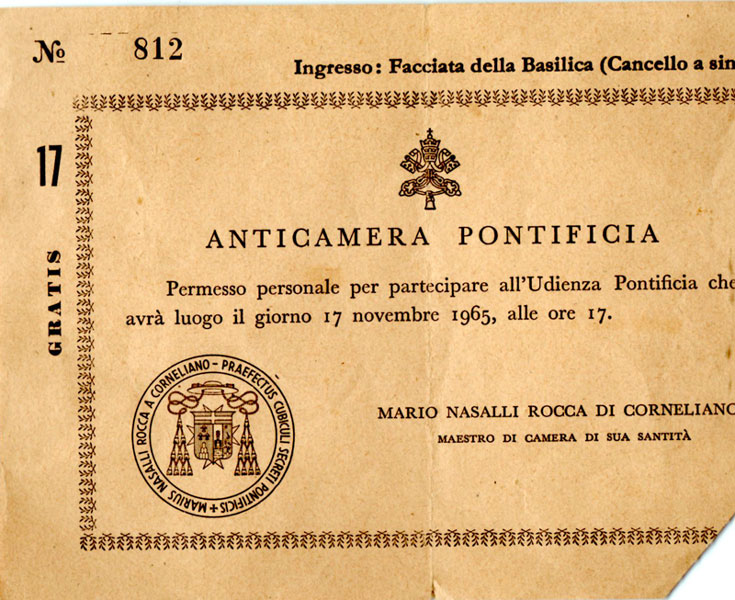 № 812
Ingresso: Facciata della Basilica (Cancello a sin
17
GRATIS
ANTICAMERA PONTIFICIA
Permesso personale per partecipare all'Udienza Pontificia che
avrà luogo il giorno 17 novembre 1965, alle ore 17.
MARIUS NASALLI ROCCA A CORNELIANO - PRAEFECTUS CUBICULI SECRETI PONTIFICIS +
MARIO NASALLI ROCCA DI CORNELIANO
MAESTRO DI CAMERA DI SUA SANTITÀ